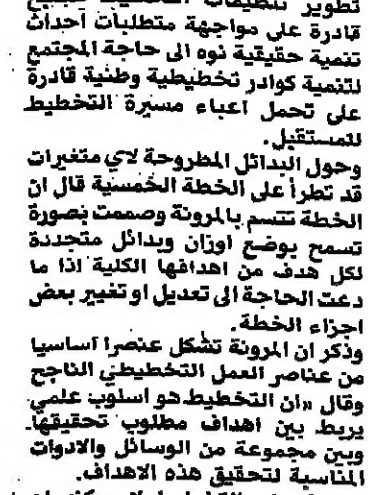 تطوير تنظيمات التخطيط
قادرة على مواجهة متطلبات احداث
تنمية حقيقية نوه الى حاجة المجتمع
لتنمية كوادر تخطيطية وطنية قادرة
على تحمل اعباء مسيرة التخطيط
للمستقبل.
وحول البدائل المطروحة لاي متغيرات
قد تطرأ على الخطة الخمسية قال ان
الخطة تتسم بالمرونة وصممت بصورة
تسمح بوضع اوزان وبدائل متجددة
لكل هدف من اهدافها الكلية اذا ما
دعت الحاجة الى تعديل او تغيير بعض
اجزاء الخطة.
وذكر ان المرونة تشكل عنصرا اساسيا
من عناصر العمل التخطيطي الناجح
وقال «ان التخطيط هو اسلوب علمي
يربط بين اهداف مطلوب تحقيقها
وبين مجموعة من الوسائل والادوات
المناسبة لتحقيق هذه الاهداف.